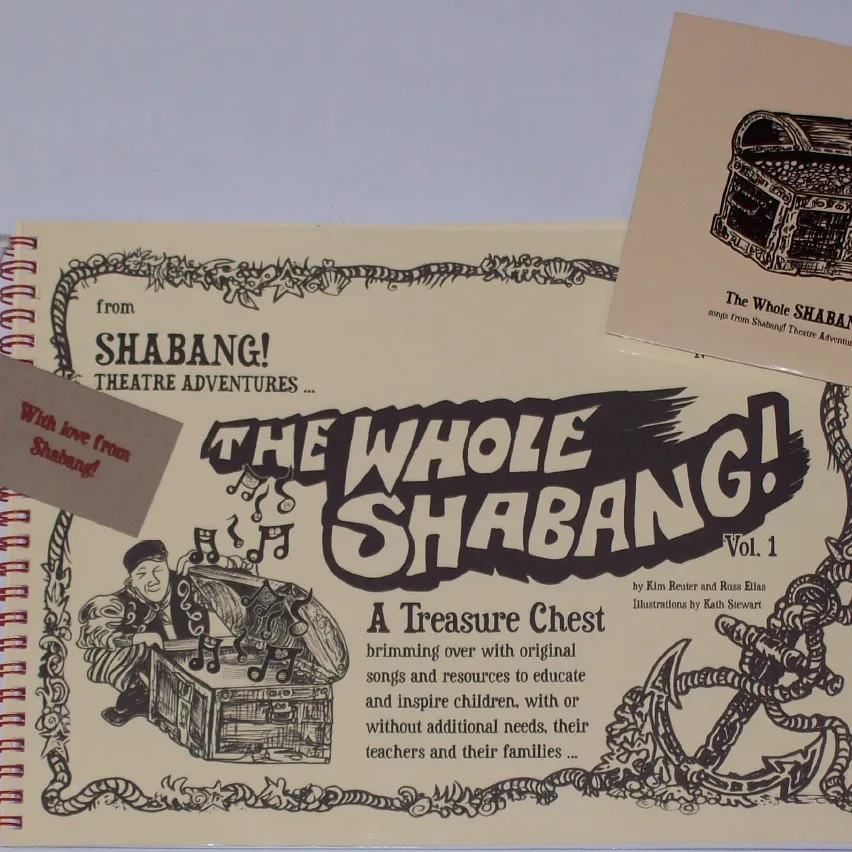 The Whole SHABAN
songs from Shabang! Theatre Adventur
from
SHABANG!
THEATRE ADVENTURES ...
With love from
Shabang!
THE WHOLE
SHABANG!
Vol. 1
by Kim Reuter and Russ Elias
Illustrations by Kath Stewart
A Treasure Chest
brimming over with original
songs and resources to educate
and inspire children, with or
without additional needs, their
teachers and their families ...